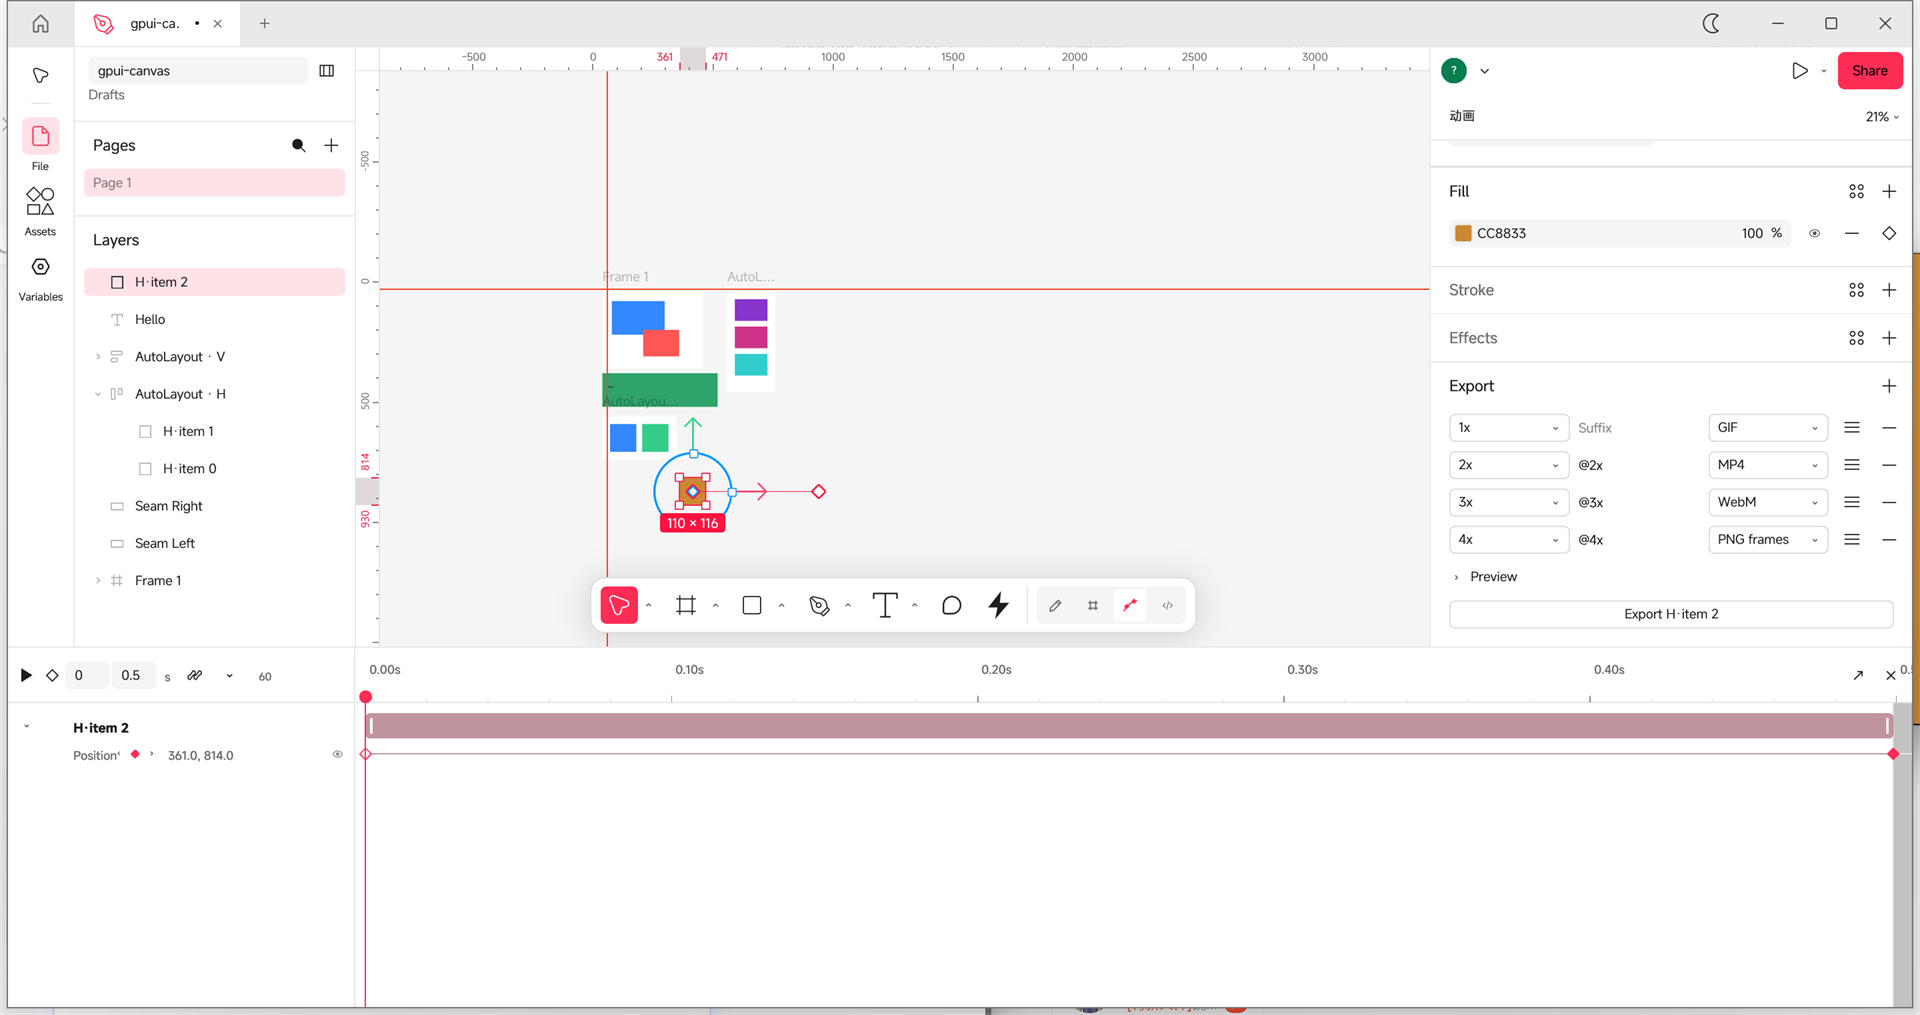 gpui-ca.
gpui-canvas
Drafts
File
Assets
Variables
Pages
Page 1
Layers
H·item 2
Hello
AutoLayout · V
AutoLayout · H
H·item 1
H·item 0
Seam Right
Seam Left
Frame 1
-500
0
361
471
1000
1500
2000
2500
3000
-500
0
500
814
930
Frame 1
AutoL...
AutoLayou...
110 × 116
?
Share
动画
21%
Fill
CC8833
100 %
Stroke
Effects
Export
1x
Suffix
GIF
2x
@2x
MP4
3x
@3x
WebM
4x
@4x
PNG frames
Preview
Export H·item 2
0
0.5
s
60
0.00s
0.10s
0.20s
0.30s
0.40s
H·item 2
Position
361.0, 814.0